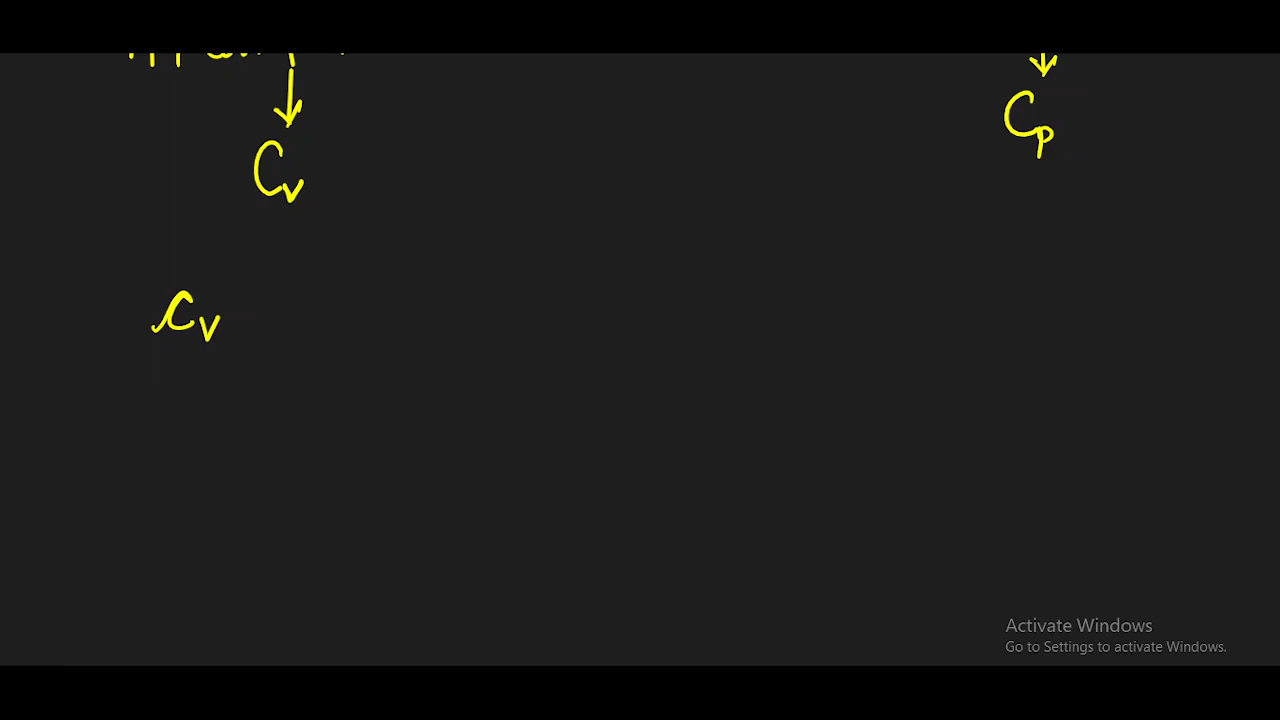 Cv
Cp
Cv
Activate Windows
Go to Settings to activate Windows.